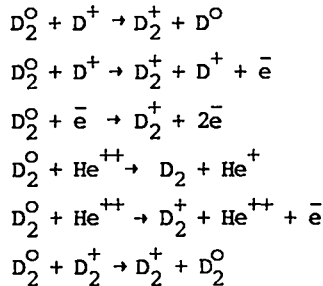 D₂⁰ + D⁺ → D₂⁺ + D⁰
D₂⁰ + D⁺ → D₂⁺ + D⁺ + e̅
D₂⁰ + e̅ → D₂⁺ + 2e̅
D₂⁰ + He⁺⁺ → D₂ + He⁺
D₂⁰ + He⁺⁺ → D₂⁺ + He⁺⁺ + e̅
D₂⁰ + D₂⁺ → D₂⁺ + D₂⁰